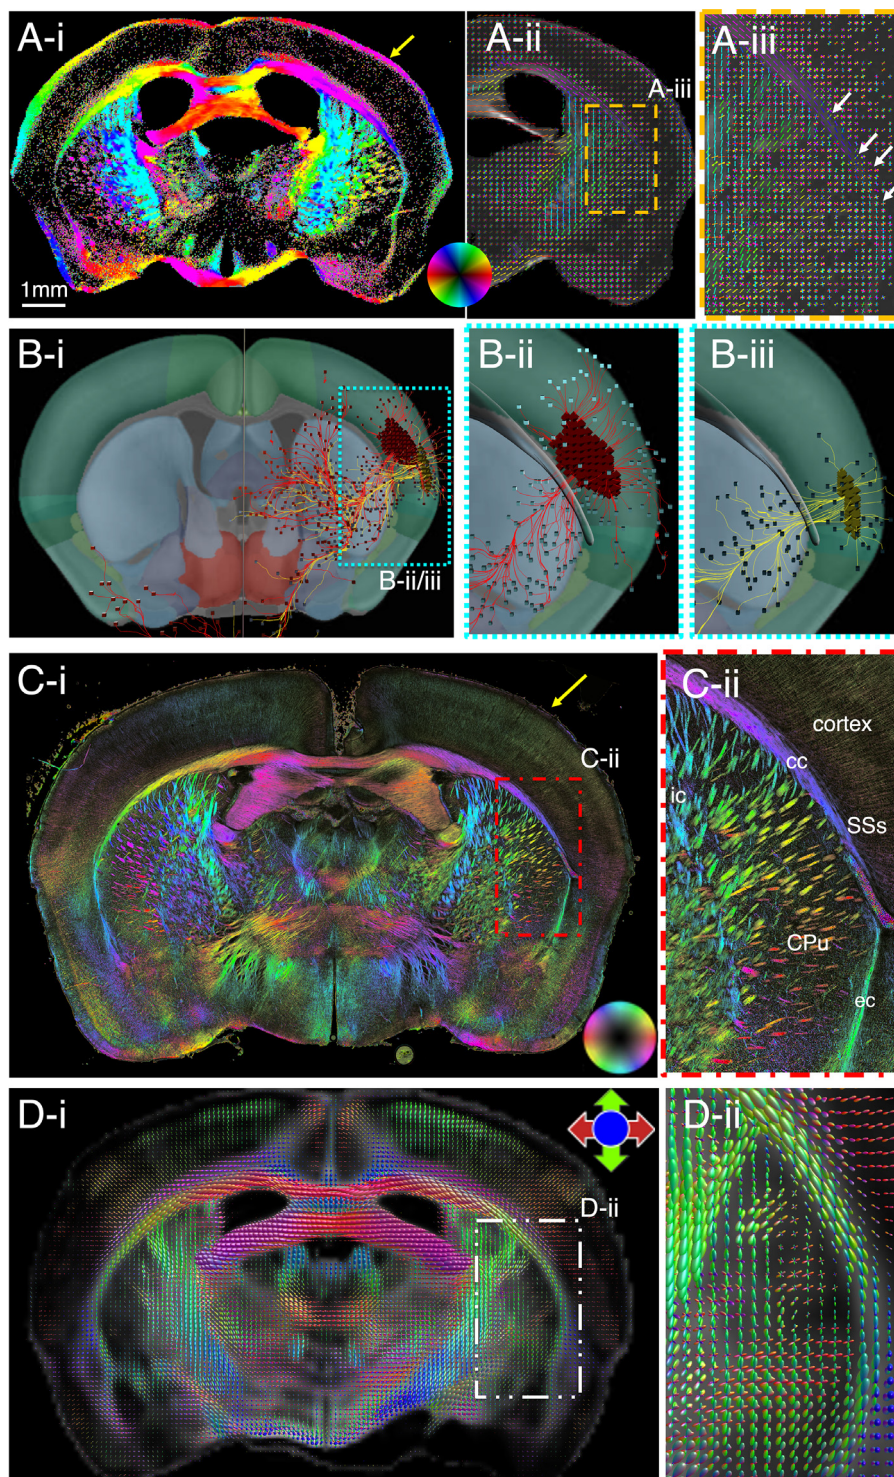 A-i
A-ii
A-iii
A-iii
1mm
B-i
B-ii
B-iii
B-ii/iii
C-i
C-ii
C-ii
cortex
cc
ic
SSs
CPu
ec
D-i
D-ii
D-ii